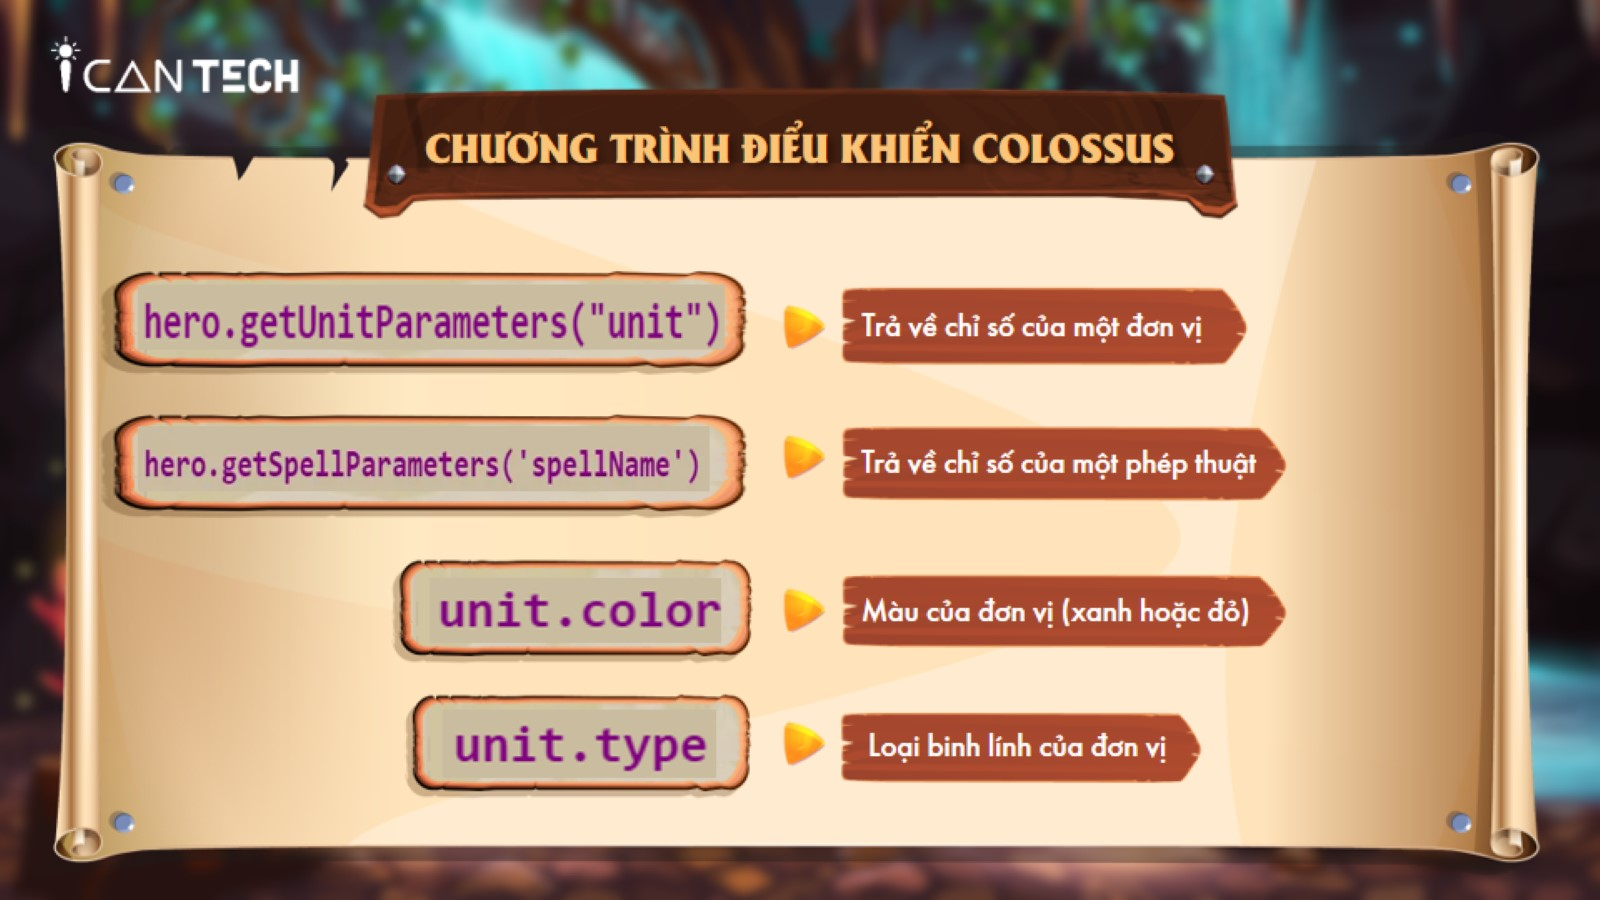 iCANTECH
CHƯƠNG TRÌNH ĐIỂU KHIỂN COLOSSUS
hero.getUnitParameters("unit")
Trả về chỉ số của một đơn vị
hero.getSpellParameters('spellName')
Trả về chỉ số của một phép thuật
unit.color
Màu của đơn vị (xanh hoặc đỏ)
unit.type
Loại binh lính của đơn vị